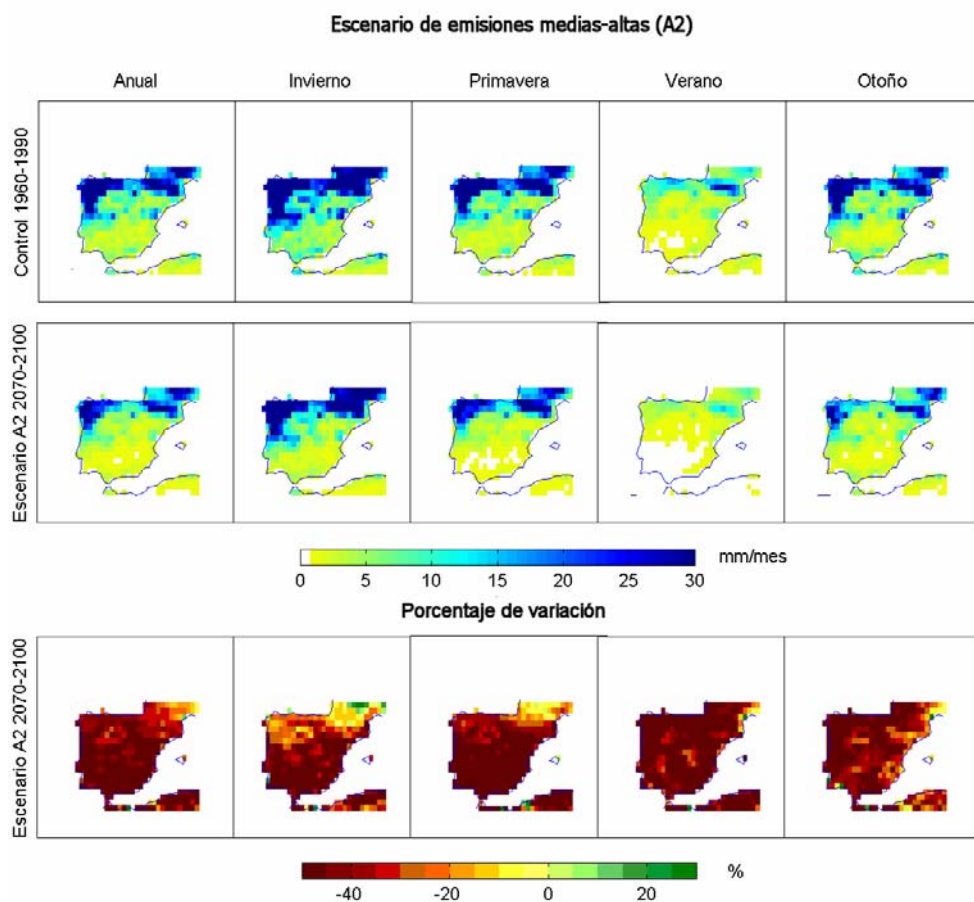 Escenario de emisiones medias-altas (A2)
Anual Invierno Primavera Verano Otoño
Control 1960-1990
Escenario A2 2070-2100
0 5 10 15 20 25 30 mm/mes
Porcentaje de variación
Escenario A2 2070-2100
-40 -20 0 20 %